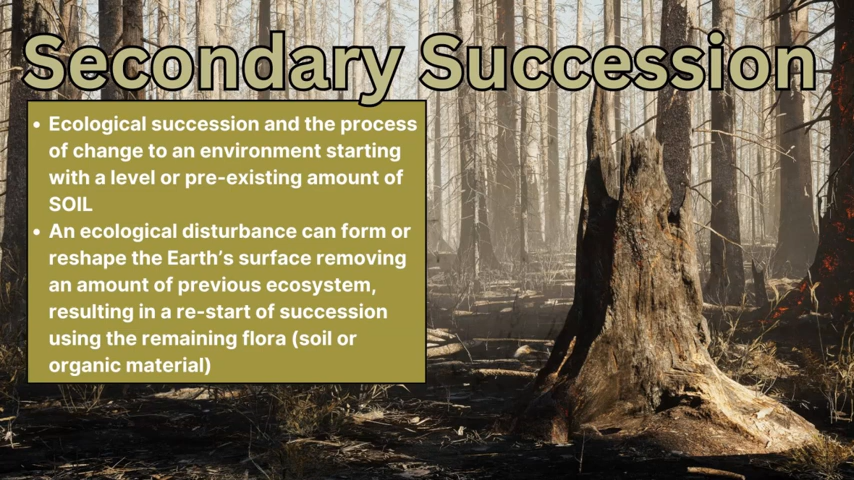 Secondary Succession
• Ecological succession and the process
of change to an environment starting
with a level or pre-existing amount of
SOIL
• An ecological disturbance can form or
reshape the Earth’s surface removing
an amount of previous ecosystem,
resulting in a re-start of succession
using the remaining flora (soil or
organic material)